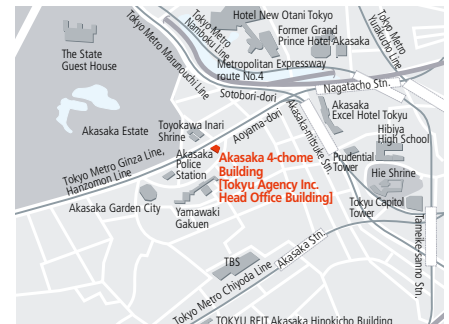 Hotel New Otani Tokyo
Tokyo Metro
Namboku Line
Former Grand
Prince Hotel Akasaka
Tokyo Metro
Yurakucho Line
The State
Guest House
Tokyo Metro Marunouchi Line
Metropolitan Expressway
route No.4
Sotobori-dori
Nagatacho Stn.
Akasaka
Excel Hotel Tokyu
Akasaka-mitsuke Stn.
Toyokawa Inari
Shrine
Aoyama-dori
Akasaka Estate
Hibiya
High School
Tokyo Metro Ginza Line,
Hanzomon Line
Akasaka
Police
Station
Akasaka 4-chome
Building
[Tokyu Agency Inc.
Head Office Building]
Prudential
Tower
Hie Shrine
Akasaka Garden City
Yamawaki
Gakuen
Tokyu Capitol
Tower
Tameike-sanno Stn.
Akasaka Stn.
TBS
Tokyo Metro Chiyoda Line
TOKYU REIT Akasaka Hinokicho Building